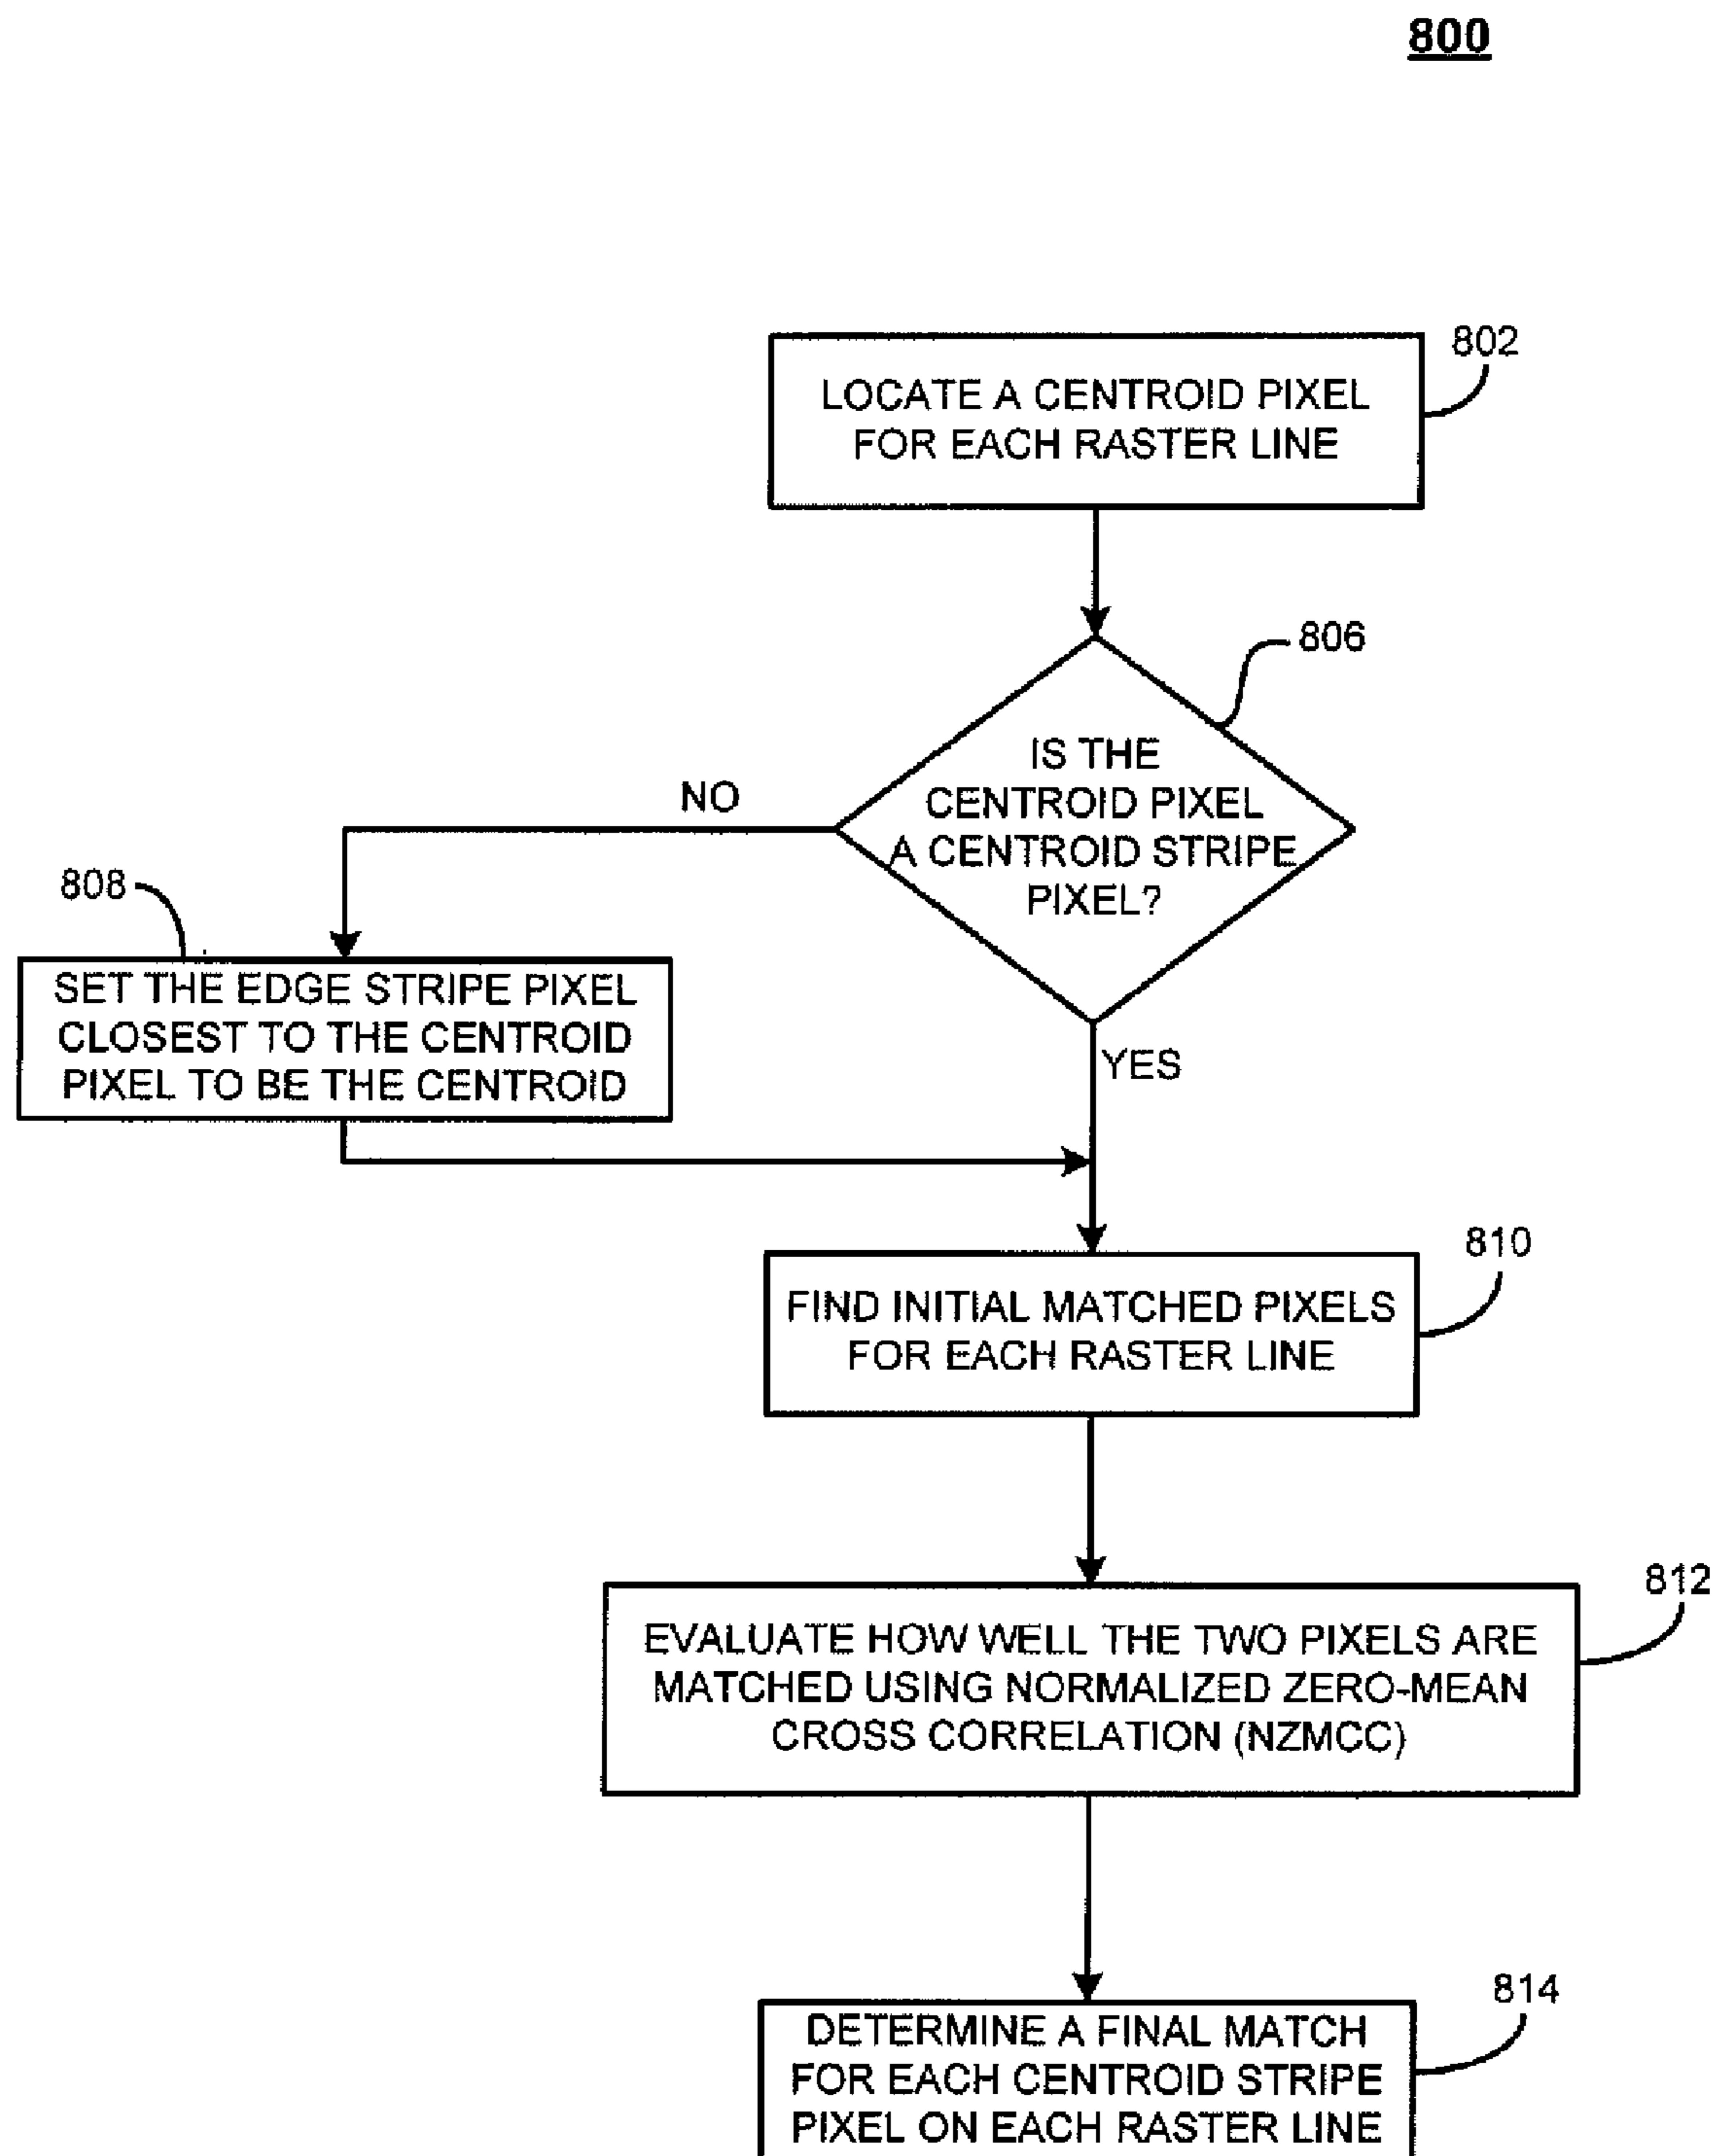 800
802
LOCATE A CENTROID PIXEL
FOR EACH RASTER LINE
806
IS THE
CENTROID PIXEL
A CENTROID STRIPE
PIXEL?
NO
808
SET THE EDGE STRIPE PIXEL
CLOSEST TO THE CENTROID
PIXEL TO BE THE CENTROID
YES
810
FIND INITIAL MATCHED PIXELS
FOR EACH RASTER LINE
812
EVALUATE HOW WELL THE TWO PIXELS ARE
MATCHED USING NORMALIZED ZERO-MEAN
CROSS CORRELATION (NZMCC)
814
DETERMINE A FINAL MATCH
FOR EACH CENTROID STRIPE
PIXEL ON EACH RASTER LINE